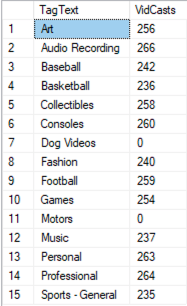 TagText VidCasts
1 Art 256
2 Audio Recording 266
3 Baseball 242
4 Basketball 236
5 Collectibles 258
6 Consoles 260
7 Dog Videos 0
8 Fashion 240
9 Football 259
10 Games 254
11 Motors 0
12 Music 237
13 Personal 263
14 Professional 264
15 Sports - General 235